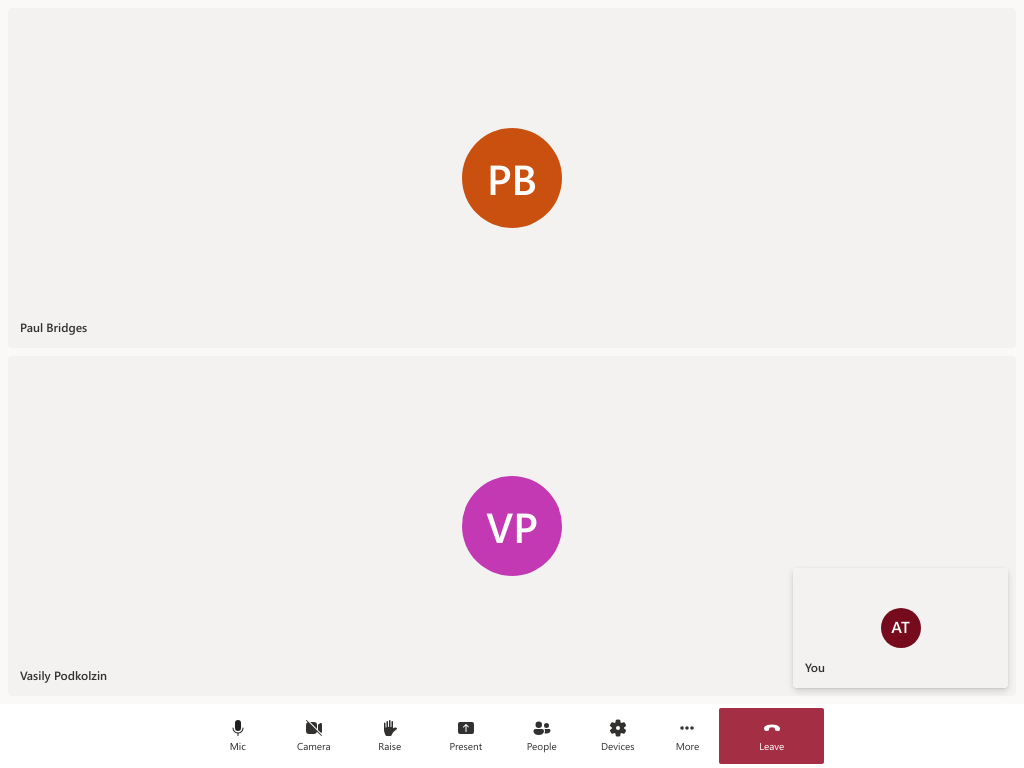 PB
Paul Bridges
VP
Vasily Podkolzin
AT
You
Mic
Camera
Raise
Present
People
Devices
More
Leave